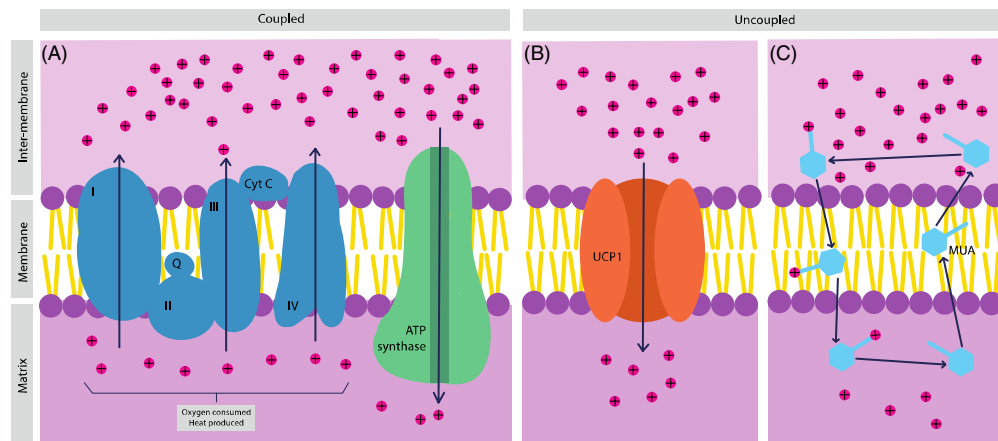 Coupled
Uncoupled
Inter-membrane
Membrane
Matrix
(A)
I
III
Cyt C
Q
II
IV
ATP
synthase
Oxygen consumed
Heat produced
(B)
UCP1
(C)
MUA